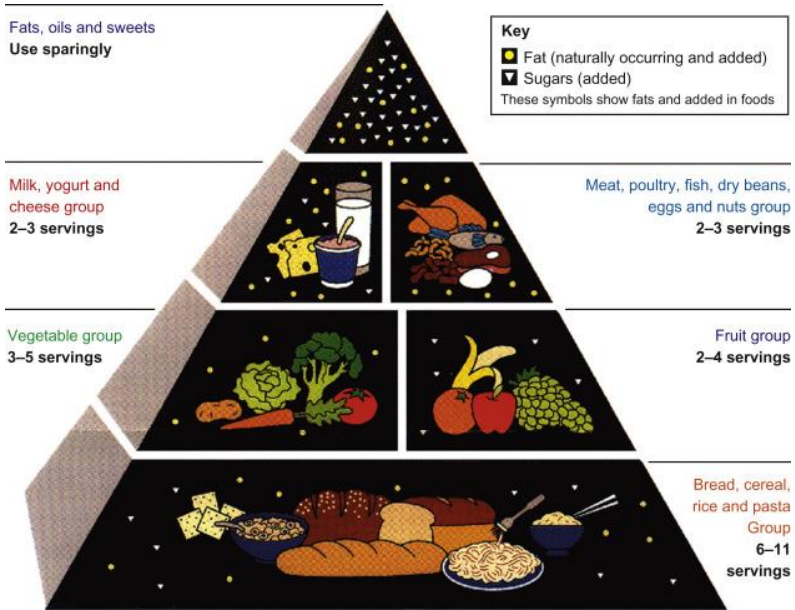 Fats, oils and sweets
Use sparingly
Key
Fat (naturally occurring and added)
Sugars (added)
These symbols show fats and added in foods
Milk, yogurt and
cheese group
2–3 servings
Meat, poultry, fish, dry beans,
eggs and nuts group
2–3 servings
Vegetable group
3–5 servings
Fruit group
2–4 servings
Bread, cereal,
rice and pasta
Group
6–11
servings